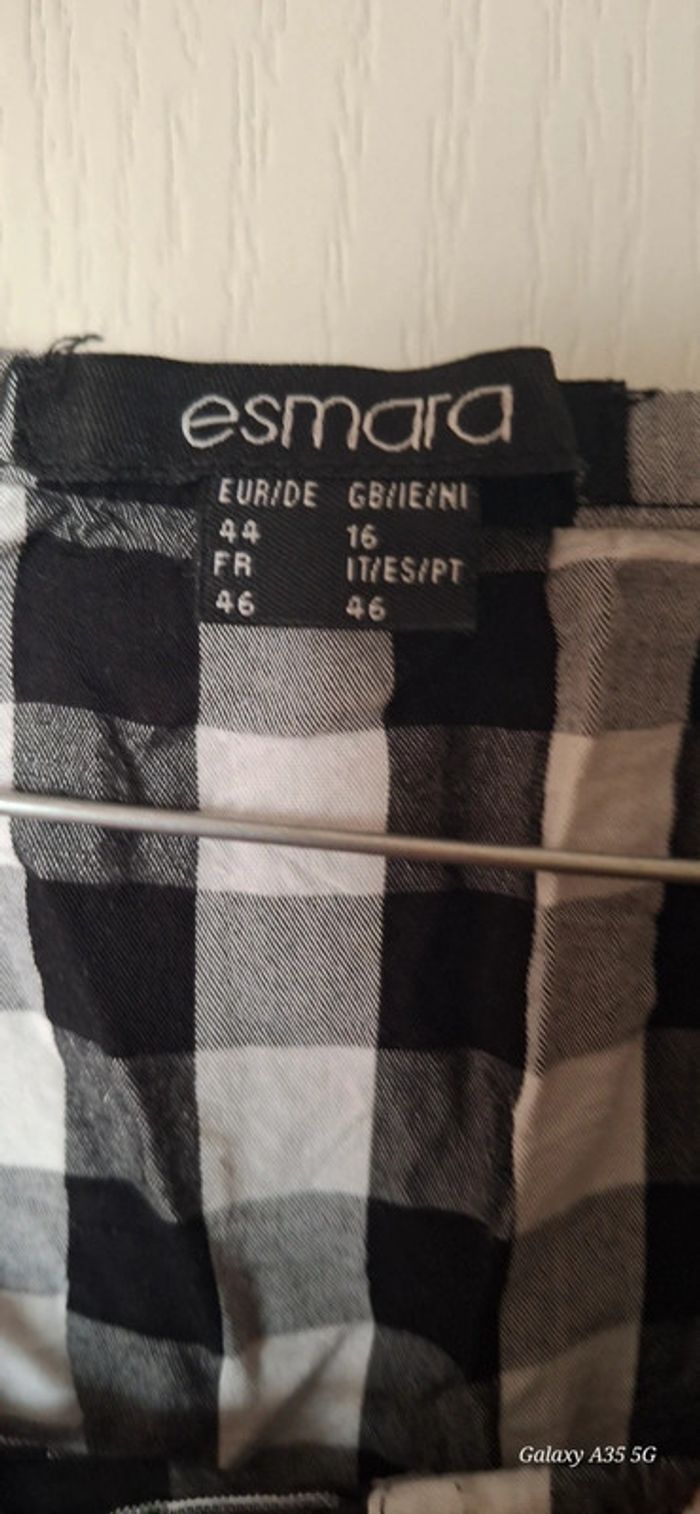 esmara
EUR/DE GB/IE/NI
44 16
FR IT/ES/PT
46 46
Galaxy A35 5G